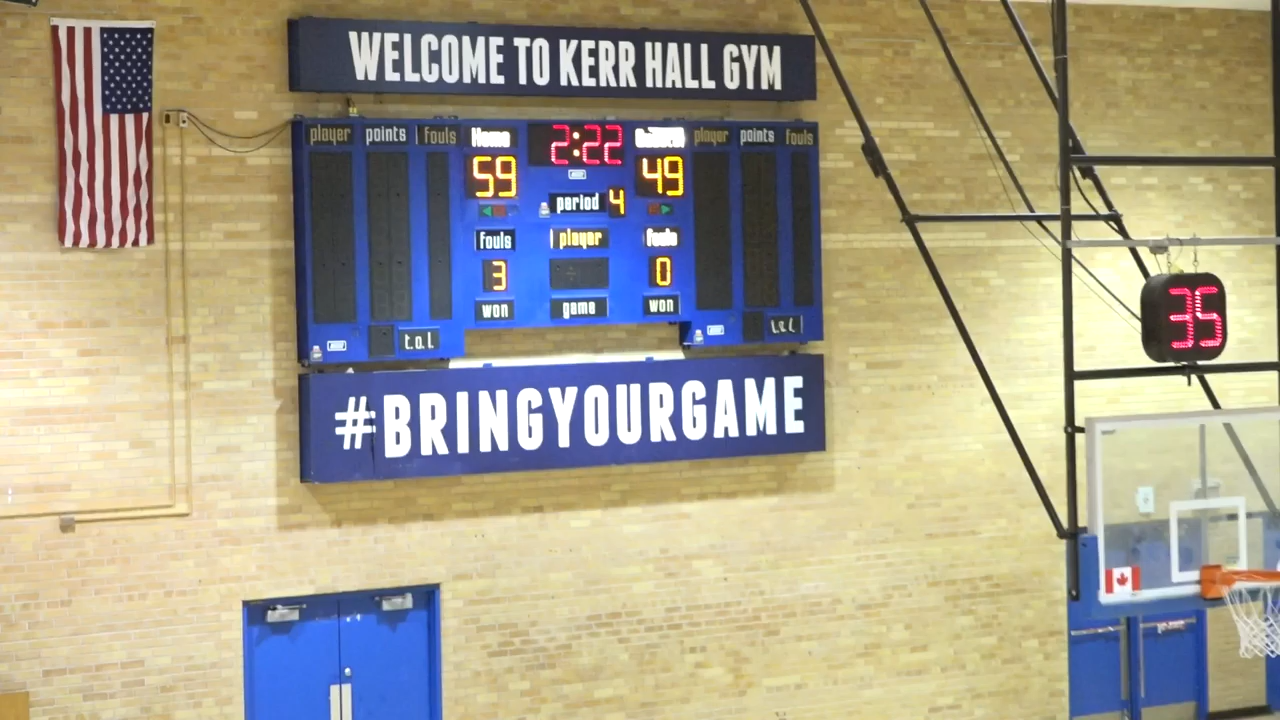 WELCOME TO KERR HALL GYM
player points fouls Home 2:22 player points fouls
59 49
period 4
fouls player fouls
3 0
won game won
t.o.l. t.o.l.
#BRINGYOURGAME
35